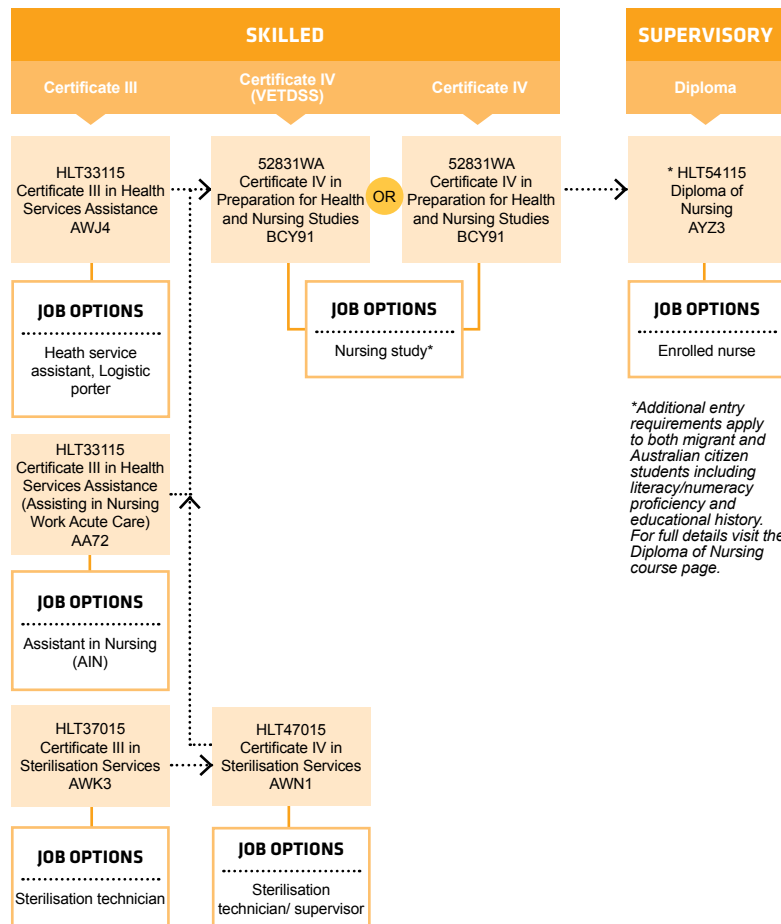 SKILLED
SUPERVISORY
Certificate III
Certificate IV
(VETDSS)
Certificate IV
Diploma
HLT33115
Certificate III in Health
Services Assistance
AWJ4
52831WA
Certificate IV in
Preparation for Health
and Nursing Studies
BCY91
OR
52831WA
Certificate IV in
Preparation for Health
and Nursing Studies
BCY91
* HLT54115
Diploma of
Nursing
AYZ3
JOB OPTIONS
Heath service
assistant, Logistic
porter
JOB OPTIONS
Nursing study*
JOB OPTIONS
Enrolled nurse
*Additional entry
requirements apply
to both migrant and
Australian citizen
students including
literacy/numeracy
proficiency and
educational history.
For full details visit the
Diploma of Nursing
course page.
HLT33115
Certificate III in Health
Services Assistance
(Assisting in Nursing
Work Acute Care)
AA72
JOB OPTIONS
Assistant in Nursing
(AIN)
HLT37015
Certificate III in
Sterilisation Services
AWK3
HLT47015
Certificate IV in
Sterilisation Services
AWN1
JOB OPTIONS
Sterilisation technician
JOB OPTIONS
Sterilisation
technician/ supervisor